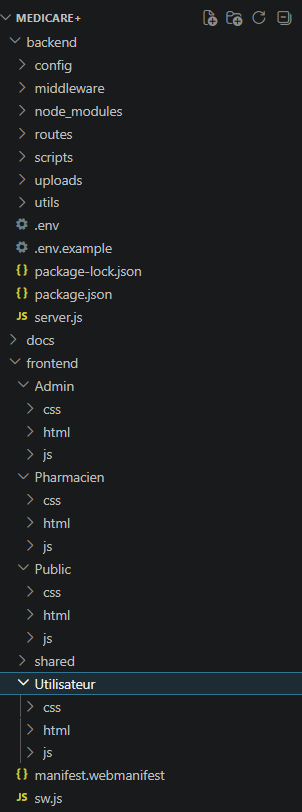 MEDICARE+
backend
config
middleware
node_modules
routes
scripts
uploads
utils
.env
.env.example
{} package-lock.json
{} package.json
JS server.js
docs
frontend
Admin
css
html
js
Pharmacien
css
html
js
Public
css
html
js
shared
Utilisateur
css
html
js
{} manifest.webmanifest
JS sw.js